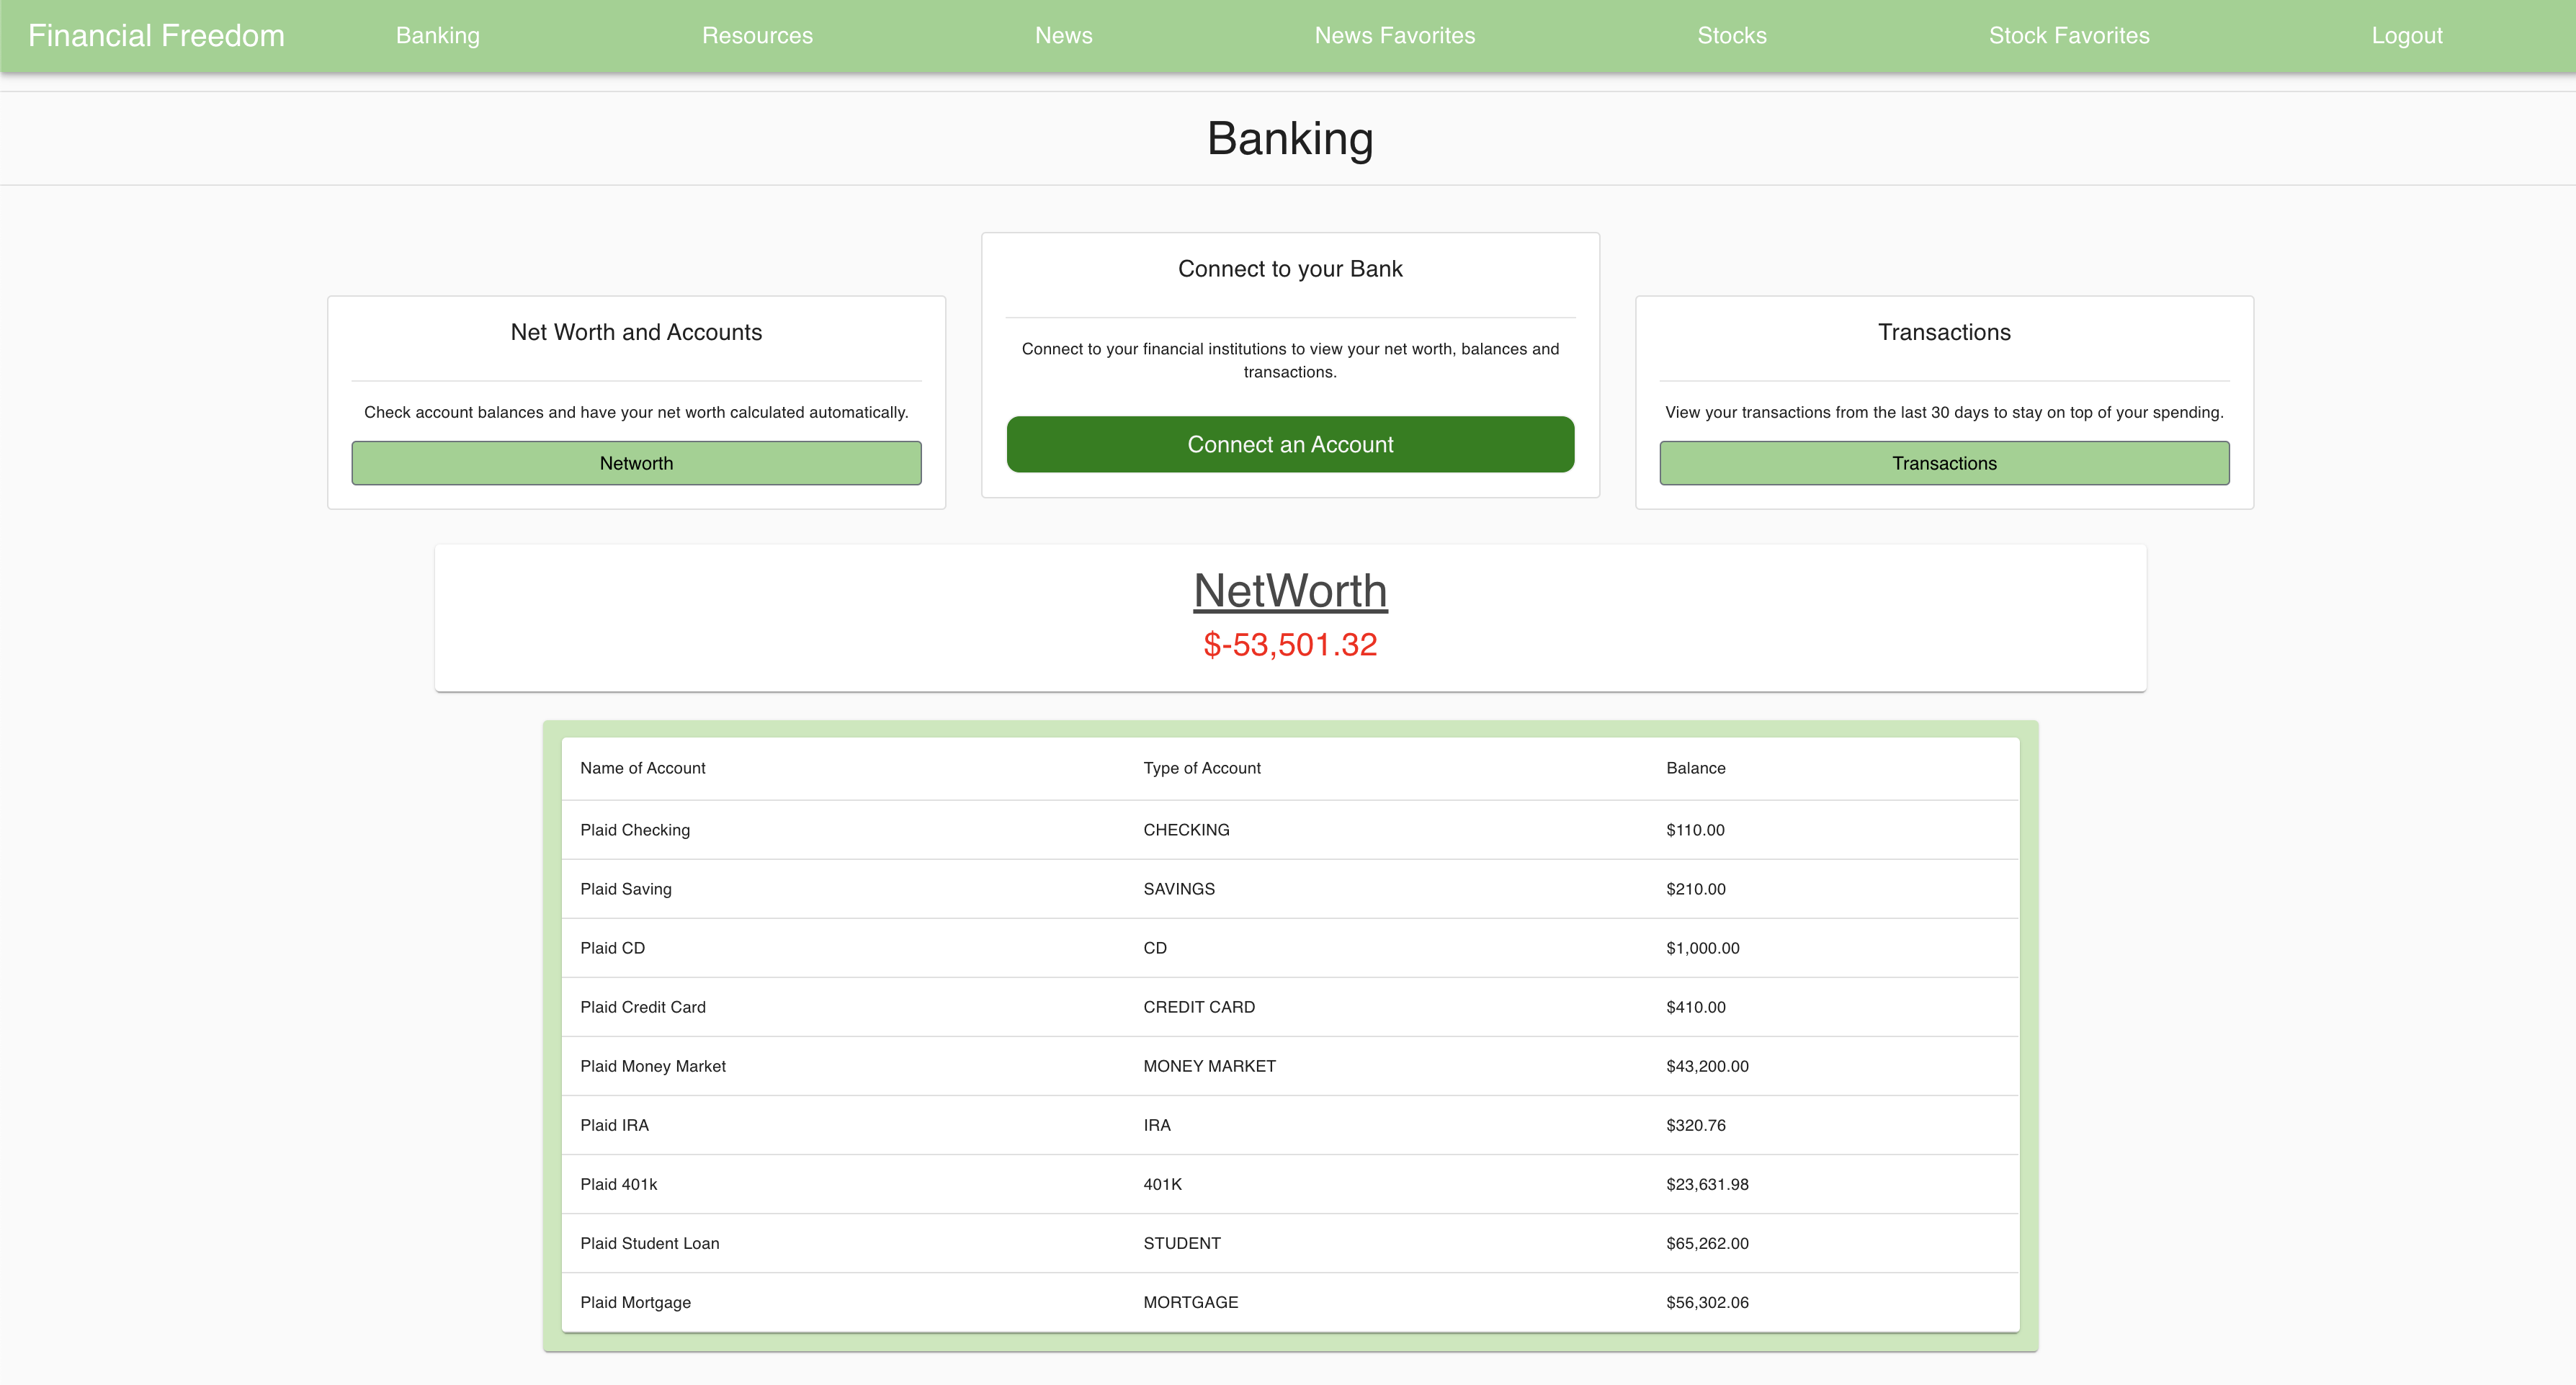 Financial Freedom Banking Resources News News Favorites Stocks Stock Favorites Logout
Banking
Net Worth and Accounts
Check account balances and have your net worth calculated automatically.
Networth
Connect to your Bank
Connect to your financial institutions to view your net worth, balances and
transactions.
Connect an Account
Transactions
View your transactions from the last 30 days to stay on top of your spending.
Transactions
NetWorth
$-53,501.32
Name of Account Type of Account Balance
Plaid Checking CHECKING $110.00
Plaid Saving SAVINGS $210.00
Plaid CD CD $1,000.00
Plaid Credit Card CREDIT CARD $410.00
Plaid Money Market MONEY MARKET $43,200.00
Plaid IRA IRA $320.76
Plaid 401k 401K $23,631.98
Plaid Student Loan STUDENT $65,262.00
Plaid Mortgage MORTGAGE $56,302.06